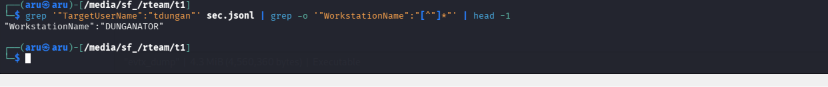 ┌──(aru㉿aru)-[/media/sf_/rteam/t1]
└─$ grep '"TargetUserName":"tdungan"' sec.jsonl | grep -o '"WorkstationName":"[^"]*"' | head -1
"WorkstationName":"DUNGANATOR"
┌──(aru㉿aru)-[/media/sf_/rteam/t1]
└─$